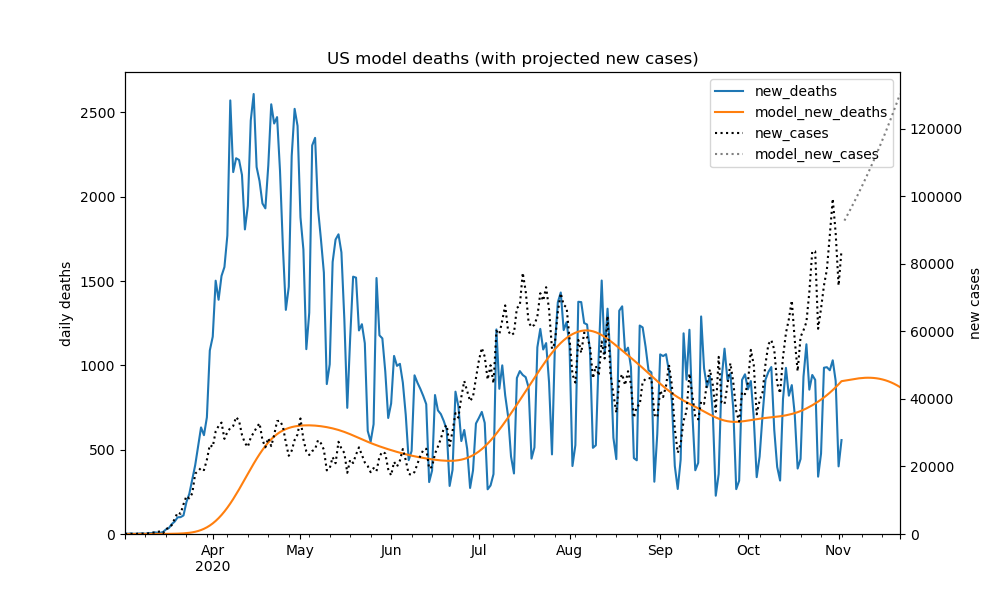 US model deaths (with projected new cases)
new_deaths
model_new_deaths
new_cases
model_new_cases
daily deaths
2500
2000
1500
1000
500
0
new cases
120000
100000
80000
60000
40000
20000
0
Apr
2020
May
Jun
Jul
Aug
Sep
Oct
Nov